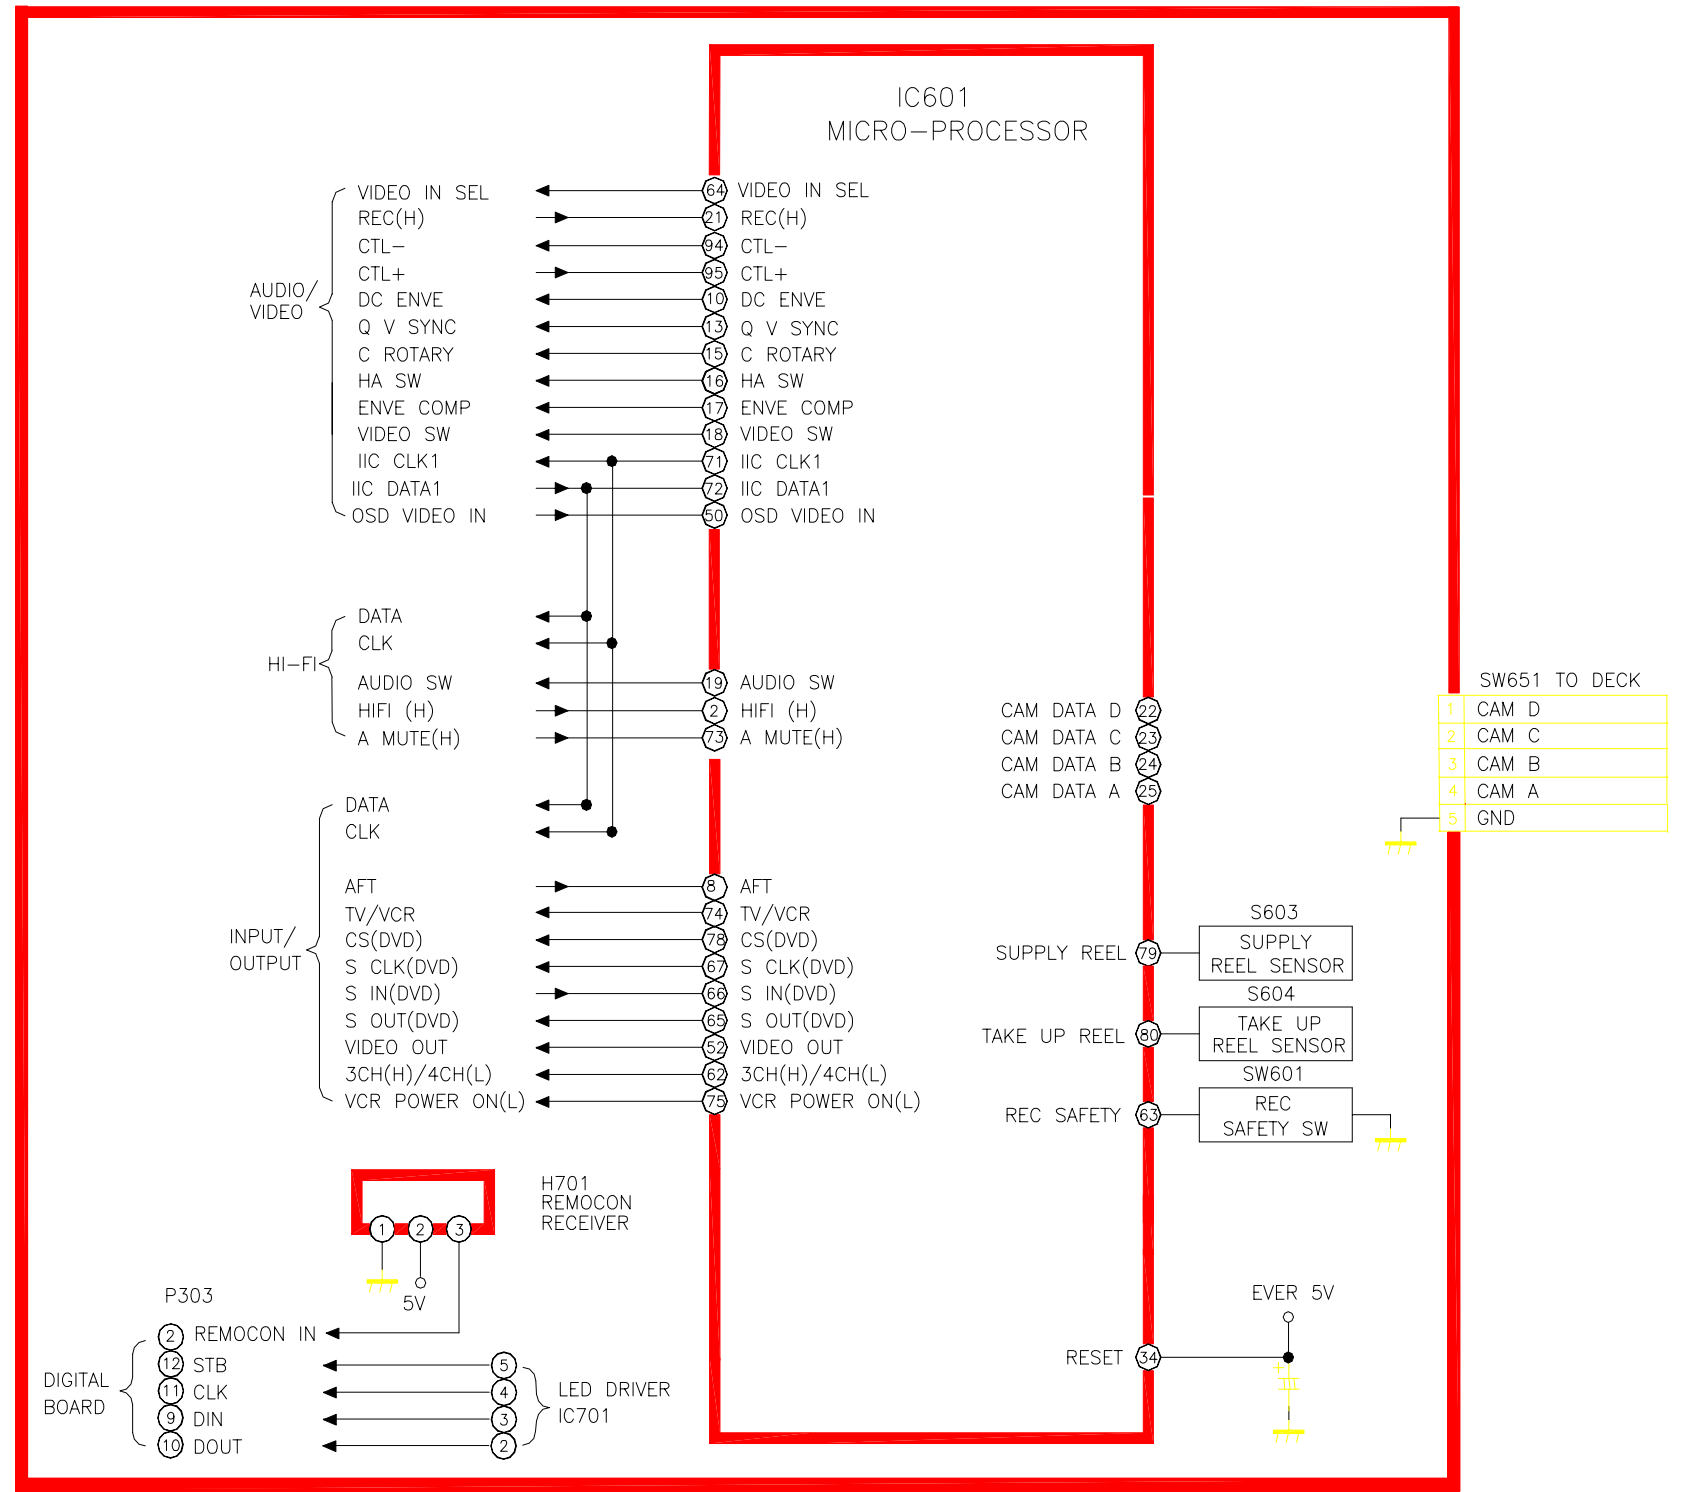 IC601
MICRO-PROCESSOR
AUDIO/
VIDEO
VIDEO IN SEL 64 VIDEO IN SEL
REC(H) 21 REC(H)
CTL- 94 CTL-
CTL+ 95 CTL+
DC ENVE 10 DC ENVE
Q V SYNC 13 Q V SYNC
C ROTARY 15 C ROTARY
HA SW 16 HA SW
ENVE COMP 17 ENVE COMP
VIDEO SW 18 VIDEO SW
IIC CLK1 71 IIC CLK1
IIC DATA1 72 IIC DATA1
OSD VIDEO IN 50 OSD VIDEO IN
HI-FI
DATA
CLK
AUDIO SW 19 AUDIO SW
HIFI (H) 2 HIFI (H)
A MUTE(H) 73 A MUTE(H)
INPUT/
OUTPUT
DATA
CLK
AFT 8 AFT
TV/VCR 74 TV/VCR
CS(DVD) 78 CS(DVD)
S CLK(DVD) 67 S CLK(DVD)
S IN(DVD) 66 S IN(DVD)
S OUT(DVD) 65 S OUT(DVD)
VIDEO OUT 52 VIDEO OUT
3CH(H)/4CH(L) 62 3CH(H)/4CH(L)
VCR POWER ON(L) 75 VCR POWER ON(L)
CAM DATA D 22
CAM DATA C 23
CAM DATA B 24
CAM DATA A 25
SW651 TO DECK
1 CAM D
2 CAM C
3 CAM B
4 CAM A
5 GND
S603
SUPPLY REEL 79 SUPPLY
REEL SENSOR
S604
TAKE UP REEL 80 TAKE UP
REEL SENSOR
SW601
REC SAFETY 63 REC
SAFETY SW
H701
REMOCON
RECEIVER
1 2 3
5V
EVER 5V
RESET 34
+
P303
DIGITAL
BOARD
2 REMOCON IN
12 STB 5
11 CLK 4
9 DIN 3
10 DOUT 2
LED DRIVER
IC701